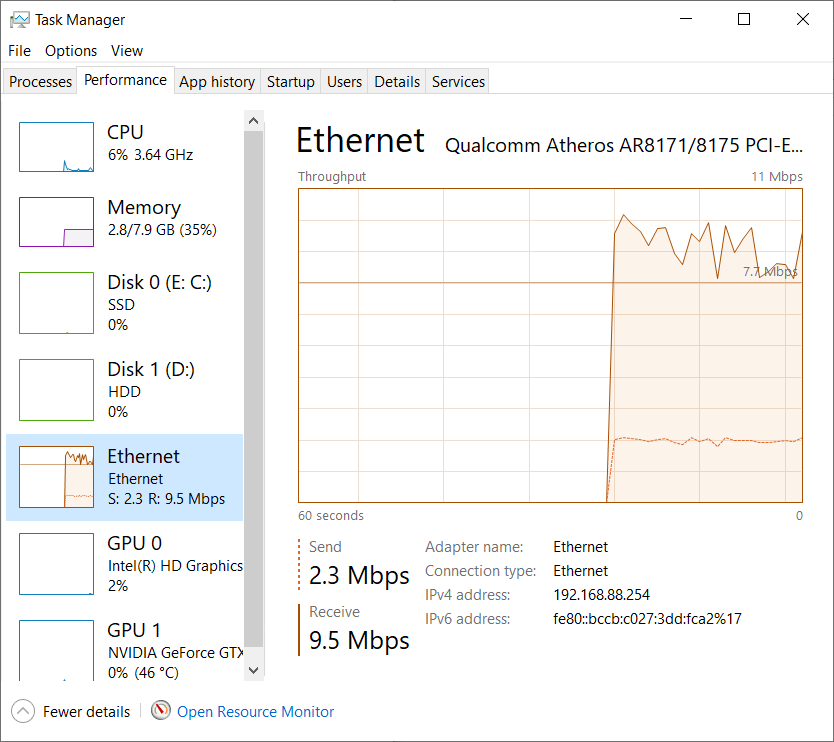 Task Manager
File Options View
Processes Performance App history Startup Users Details Services
CPU
6% 3.64 GHz
Memory
2.8/7.9 GB (35%)
Disk 0 (E: C:)
SSD
0%
Disk 1 (D:)
HDD
0%
Ethernet
Ethernet
S: 2.3 R: 9.5 Mbps
GPU 0
Intel(R) HD Graphics
2%
GPU 1
NVIDIA GeForce GTX
0% (46 °C)
Ethernet Qualcomm Atheros AR8171/8175 PCI-E...
Throughput 11 Mbps
7.7 Mbps
60 seconds 0
Send
2.3 Mbps
Receive
9.5 Mbps
Adapter name: Ethernet
Connection type: Ethernet
IPv4 address: 192.168.88.254
IPv6 address: fe80::bccb:c027:3dd:fca2%17
Fewer details Open Resource Monitor